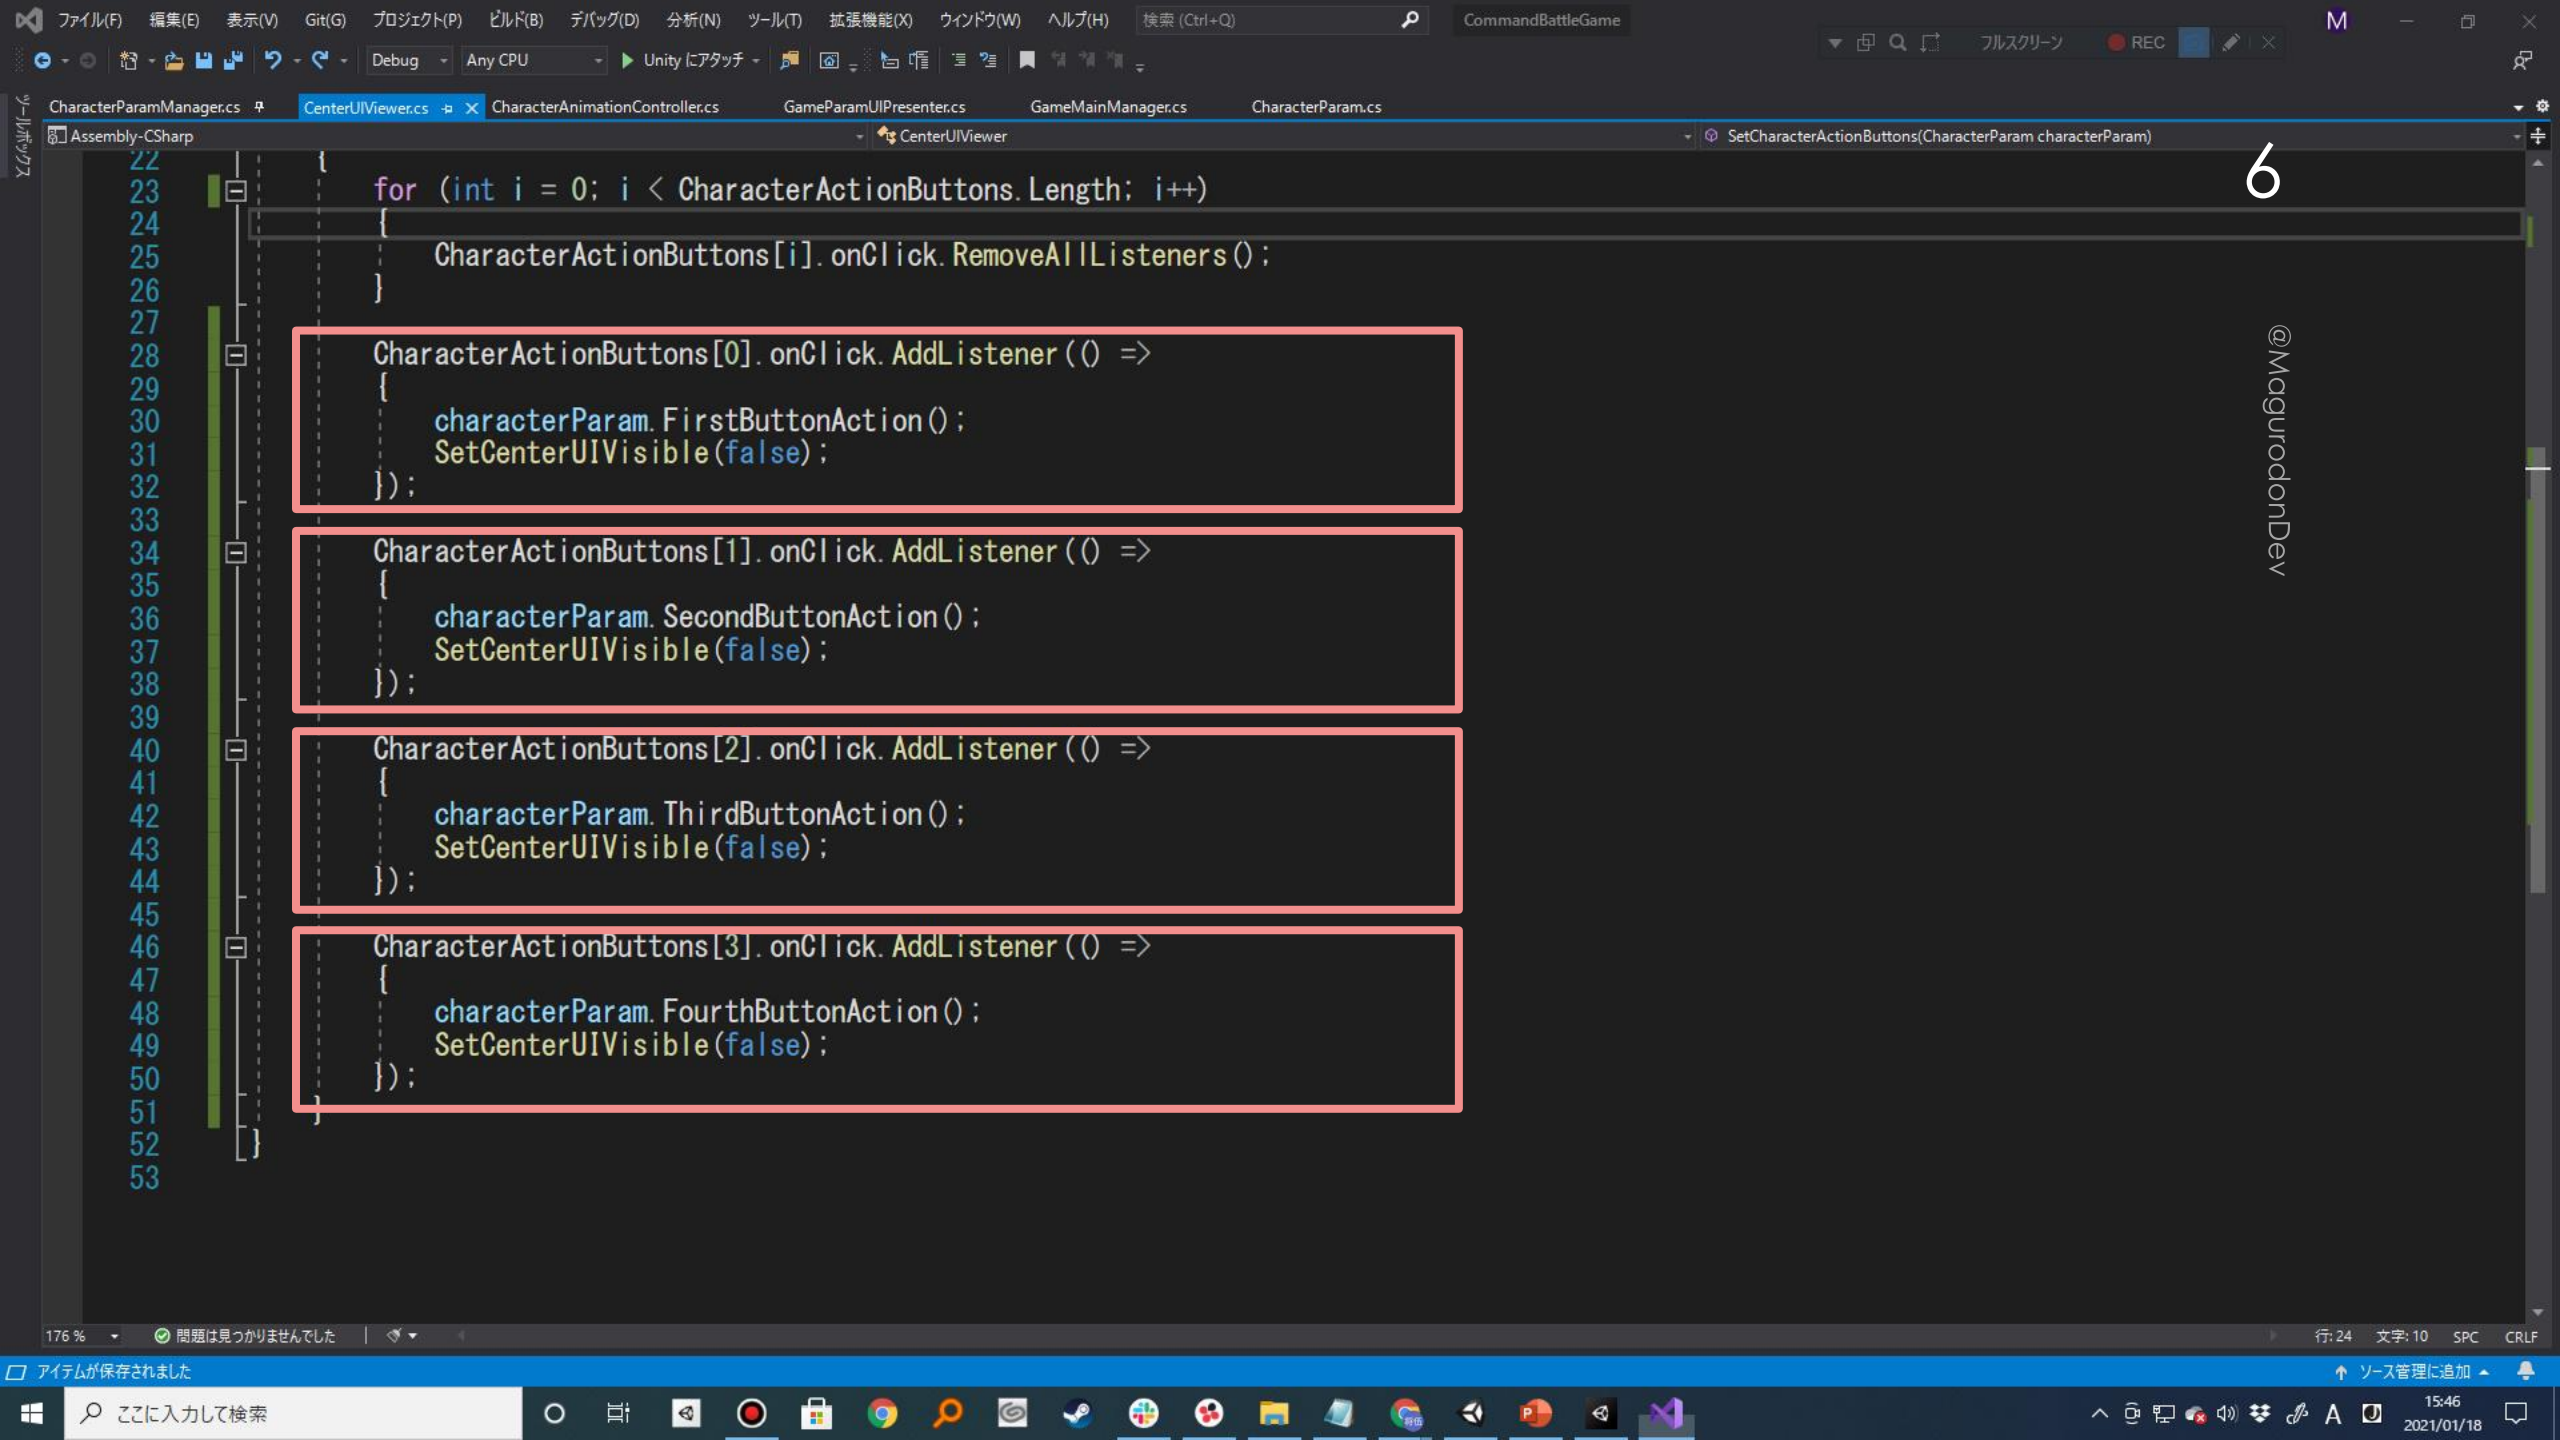 ファイル(F) 編集(E) 表示(V) Git(G) プロジェクト(P) ビルド(B) デバッグ(D) 分析(N) ツール(T) 拡張機能(X) ウィンドウ(W) ヘルプ(H) 検索 (Ctrl+Q) CommandBattleGame M
フルスクリーン REC
Debug Any CPU Unity にアタッチ
ツールボックス
CharacterParamManager.cs CenterUIViewer.cs CharacterAnimationController.cs GameParamUIPresenter.cs GameMainManager.cs CharacterParam.cs
Assembly-CSharp CenterUIViewer SetCharacterActionButtons(CharacterParam characterParam)
6
@MagurodonDev
22 {
23 for (int i = 0; i < CharacterActionButtons.Length; i++)
24 {
25 CharacterActionButtons[i].onClick.RemoveAllListeners();
26 }
27
28 CharacterActionButtons[0].onClick.AddListener(() =>
29 {
30 characterParam.FirstButtonAction();
31 SetCenterUIVisible(false);
32 });
33
34 CharacterActionButtons[1].onClick.AddListener(() =>
35 {
36 characterParam.SecondButtonAction();
37 SetCenterUIVisible(false);
38 });
39
40 CharacterActionButtons[2].onClick.AddListener(() =>
41 {
42 characterParam.ThirdButtonAction();
43 SetCenterUIVisible(false);
44 });
45
46 CharacterActionButtons[3].onClick.AddListener(() =>
47 {
48 characterParam.FourthButtonAction();
49 SetCenterUIVisible(false);
50 });
51 }
52 }
53
176 % 問題は見つかりませんでした 行: 24 文字: 10 SPC CRLF
アイテムが保存されました ソース管理に追加
ここに入力して検索 A 15:46
2021/01/18